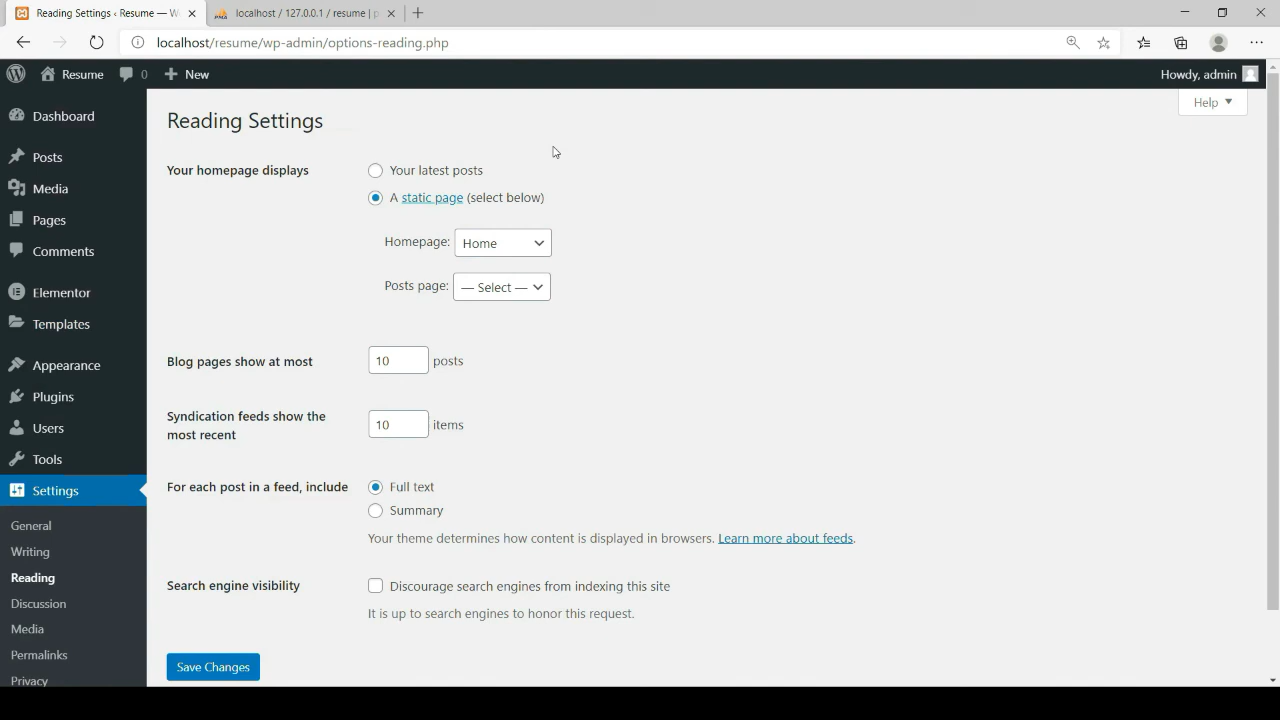 Reading Settings ‹ Resume — W
localhost / 127.0.0.1 / resume | p
localhost/resume/wp-admin/options-reading.php
Resume
0
New
Howdy, admin
Help
Dashboard
Posts
Media
Pages
Comments
Elementor
Templates
Appearance
Plugins
Users
Tools
Settings
General
Writing
Reading
Discussion
Media
Permalinks
Privacy
Reading Settings
Your homepage displays
Your latest posts
A static page (select below)
Homepage: Home
Posts page: — Select —
Blog pages show at most
10 posts
Syndication feeds show the
most recent
10 items
For each post in a feed, include
Full text
Summary
Your theme determines how content is displayed in browsers. Learn more about feeds.
Search engine visibility
Discourage search engines from indexing this site
It is up to search engines to honor this request.
Save Changes